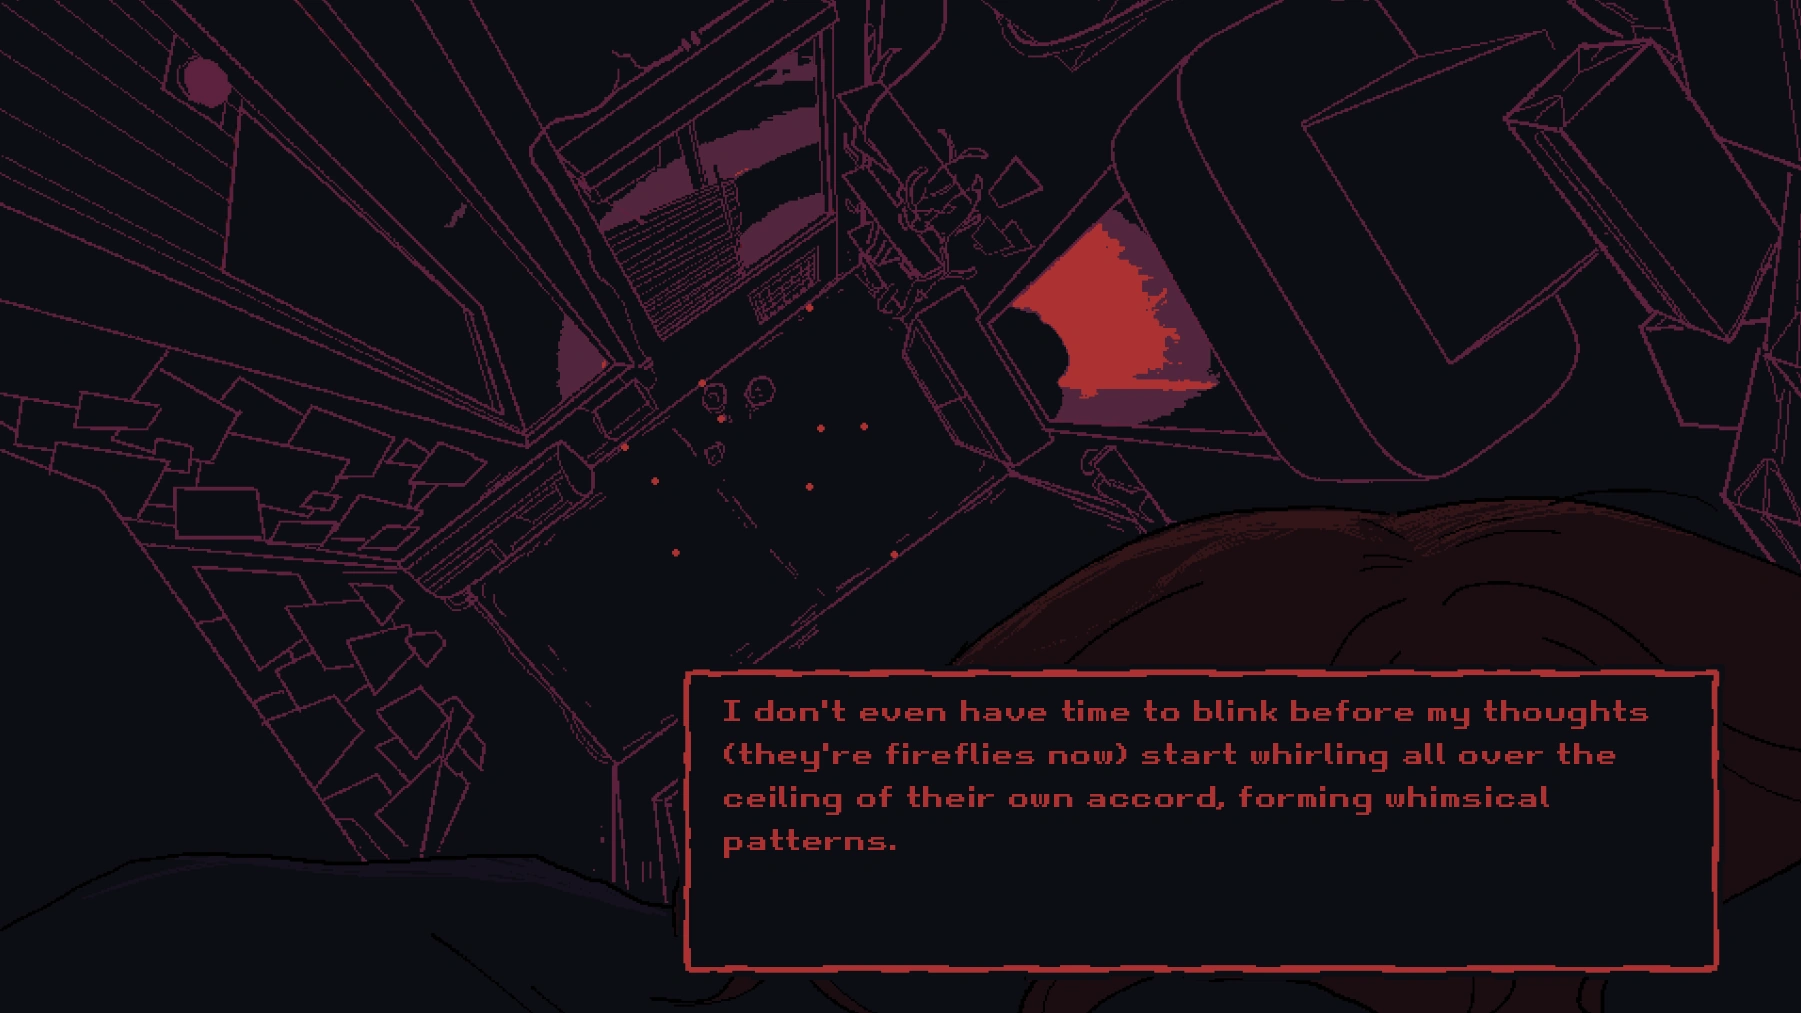 I don't even have time to blink before my thoughts
(they're fireflies now) start whirling all over the
ceiling of their own accord, forming whimsical
patterns.